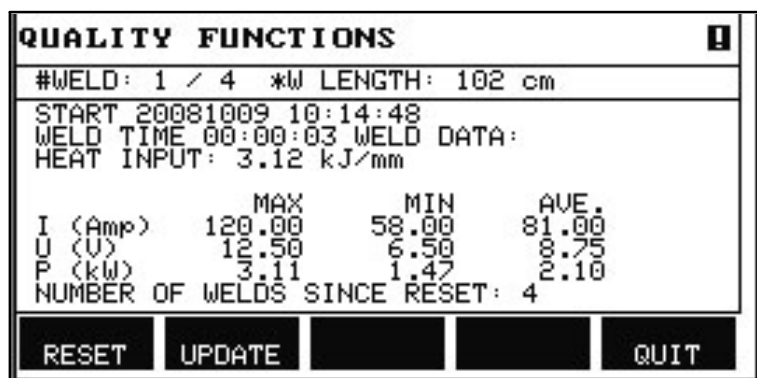 QUALITY FUNCTIONS
#WELD: 1 / 4 *W LENGTH: 102 cm
START 20081009 10:14:48
WELD TIME 00:00:03 WELD DATA:
HEAT INPUT: 3.12 kJ/mm
MAX MIN AVE.
I (Amp) 120.00 58.00 81.00
U (V) 12.50 6.50 8.75
P (kW) 3.11 1.47 2.10
NUMBER OF WELDS SINCE RESET: 4
RESET UPDATE QUIT